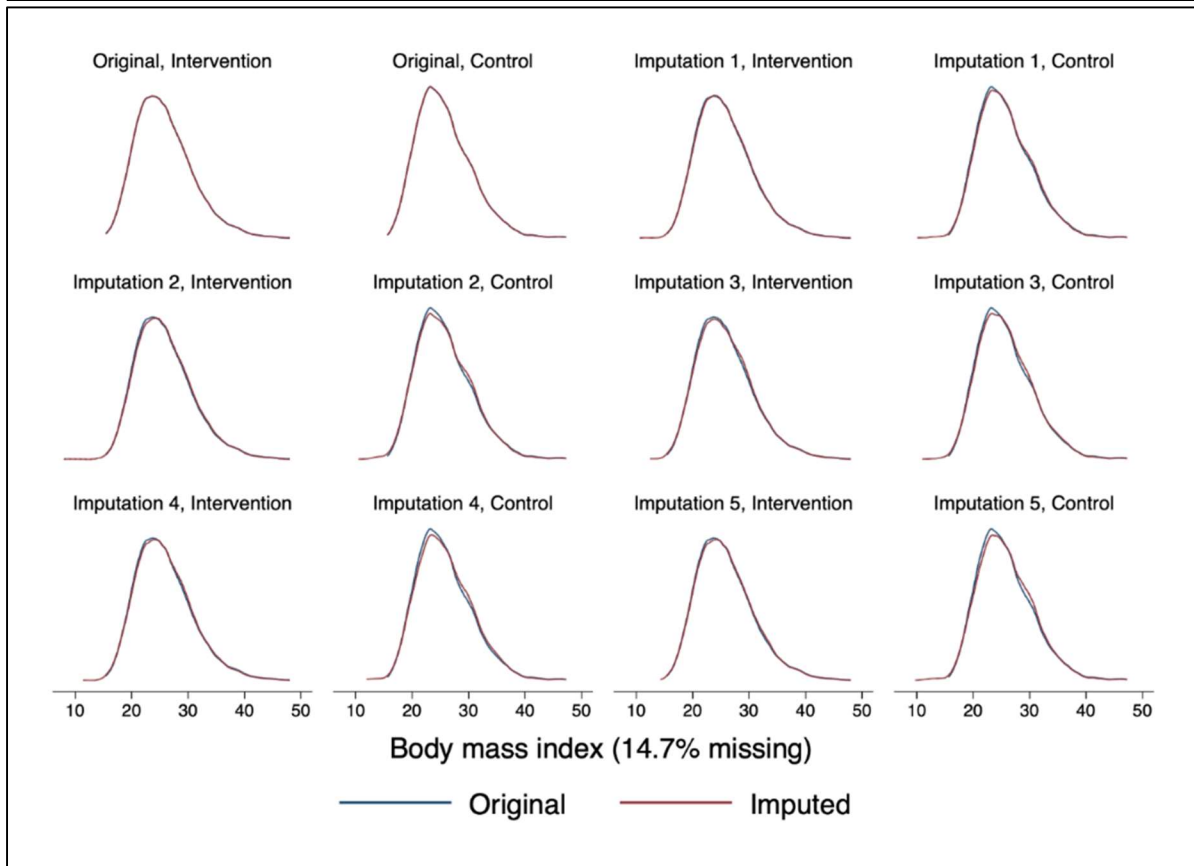 Original, Intervention
Original, Control
Imputation 1, Intervention
Imputation 1, Control
Imputation 2, Intervention
Imputation 2, Control
Imputation 3, Intervention
Imputation 3, Control
Imputation 4, Intervention
Imputation 4, Control
Imputation 5, Intervention
Imputation 5, Control
10 20 30 40 50
10 20 30 40 50
10 20 30 40 50
10 20 30 40 50
Body mass index (14.7% missing)
Original
Imputed